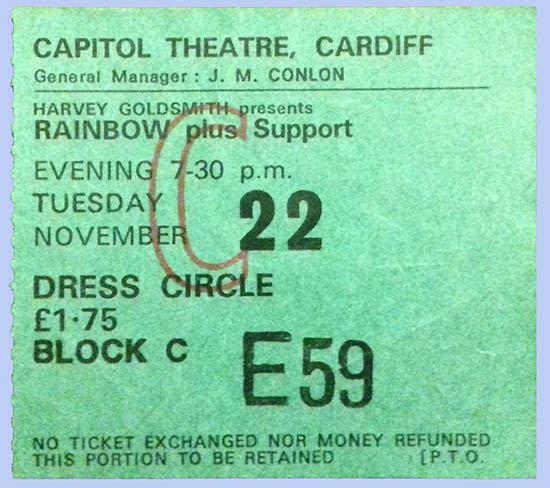 CAPITOL THEATRE, CARDIFF
General Manager : J. M. CONLON
HARVEY GOLDSMITH presents
RAINBOW plus Support
EVENING 7-30 p.m.
TUESDAY
NOVEMBER 22
C
DRESS CIRCLE
£1·75
BLOCK C
E59
NO TICKET EXCHANGED NOR MONEY REFUNDED
THIS PORTION TO BE RETAINED [P.T.O.